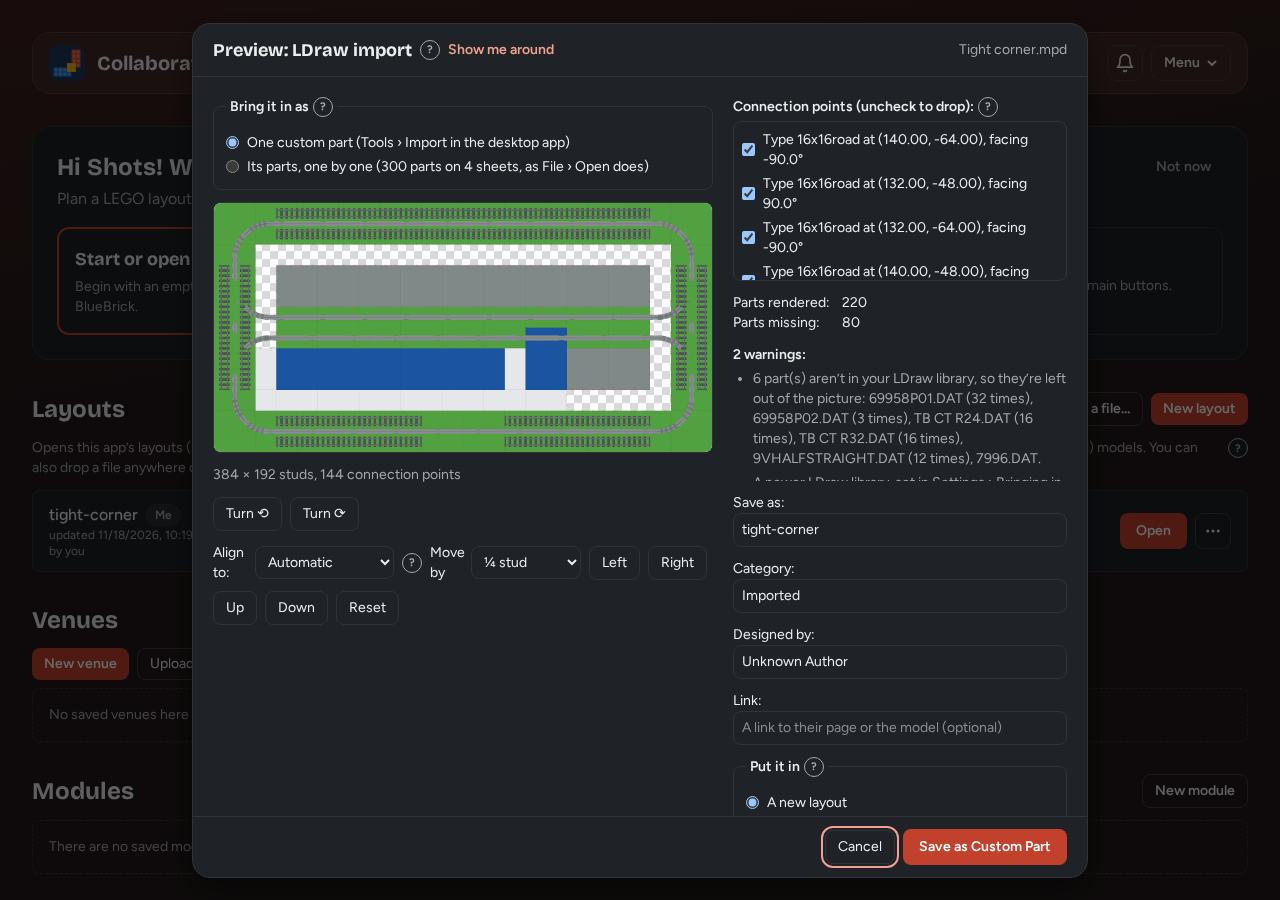 Preview: LDraw import ? Show me around
Tight corner.mpd
Collabora
Menu
Hi Shots! W
Plan a LEGO layout
Not now
Start or open
Begin with an empt
BlueBrick.
main buttons.
Layouts
a file...
New layout
Opens this app's layouts (
also drop a file anywhere o
) models. You can
?
tight-corner
Me
updated 11/18/2026, 10:19
by you
Open
Venues
New venue
Upload
No saved venues here
Modules
New module
There are no saved mo
Bring it in as ?
One custom part (Tools › Import in the desktop app)
Its parts, one by one (300 parts on 4 sheets, as File › Open does)
384 × 192 studs, 144 connection points
Turn ⟲
Turn ⟳
Align to:
Automatic
?
Move by
¼ stud
Left
Right
Up
Down
Reset
Connection points (uncheck to drop): ?
Type 16x16road at (140.00, -64.00), facing
-90.0°
Type 16x16road at (132.00, -48.00), facing
90.0°
Type 16x16road at (132.00, -64.00), facing
-90.0°
Type 16x16road at (140.00, -48.00), facing
Parts rendered: 220
Parts missing: 80
2 warnings:
• 6 part(s) aren't in your LDraw library, so they're left
out of the picture: 69958P01.DAT (32 times),
69958P02.DAT (3 times), TB CT R24.DAT (16
times), TB CT R32.DAT (16 times),
9VHALFSTRAIGHT.DAT (12 times), 7996.DAT.
Save as:
tight-corner
Category:
Imported
Designed by:
Unknown Author
Link:
A link to their page or the model (optional)
Put it in ?
A new layout
Cancel
Save as Custom Part